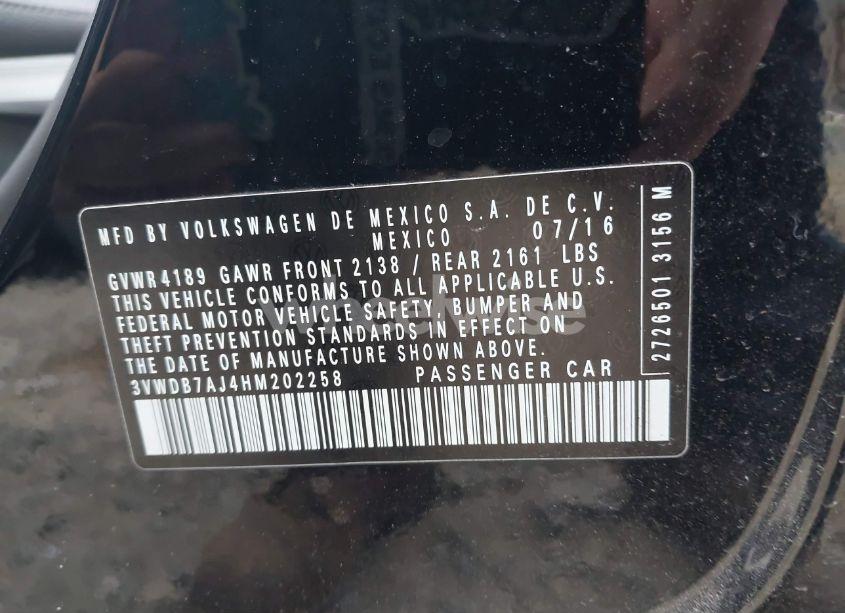 MFD BY VOLKSWAGEN DE MEXICO S.A. DE C.V.
MEXICO 07/16
GVWR4189 GAWR FRONT 2138 / REAR 2161 LBS
THIS VEHICLE CONFORMS TO ALL APPLICABLE U.S.
FEDERAL MOTOR VEHICLE SAFETY, BUMPER AND
THEFT PREVENTION STANDARDS IN EFFECT ON
THE DATE OF MANUFACTURE SHOWN ABOVE.
3VWDB7AJ4HM202258 PASSENGER CAR
2726501 3156 M